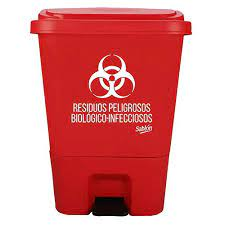 RESIDUOS PELIGROSOS
BIOLÓGICO-INFECCIOSOS
Sablón